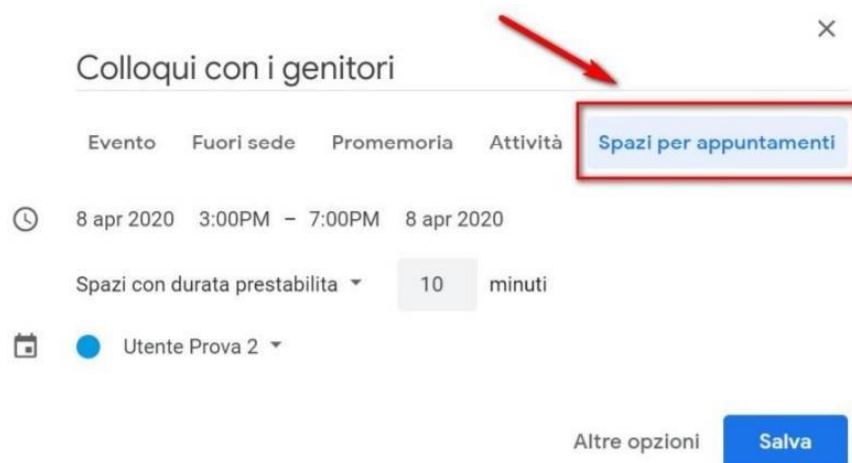 Colloqui con i genitori
Evento Fuori sede Promemoria Attività Spazi per appuntamenti
8 apr 2020 3:00PM – 7:00PM 8 apr 2020
Spazi con durata prestabilita 10 minuti
Utente Prova 2
Altre opzioni Salva